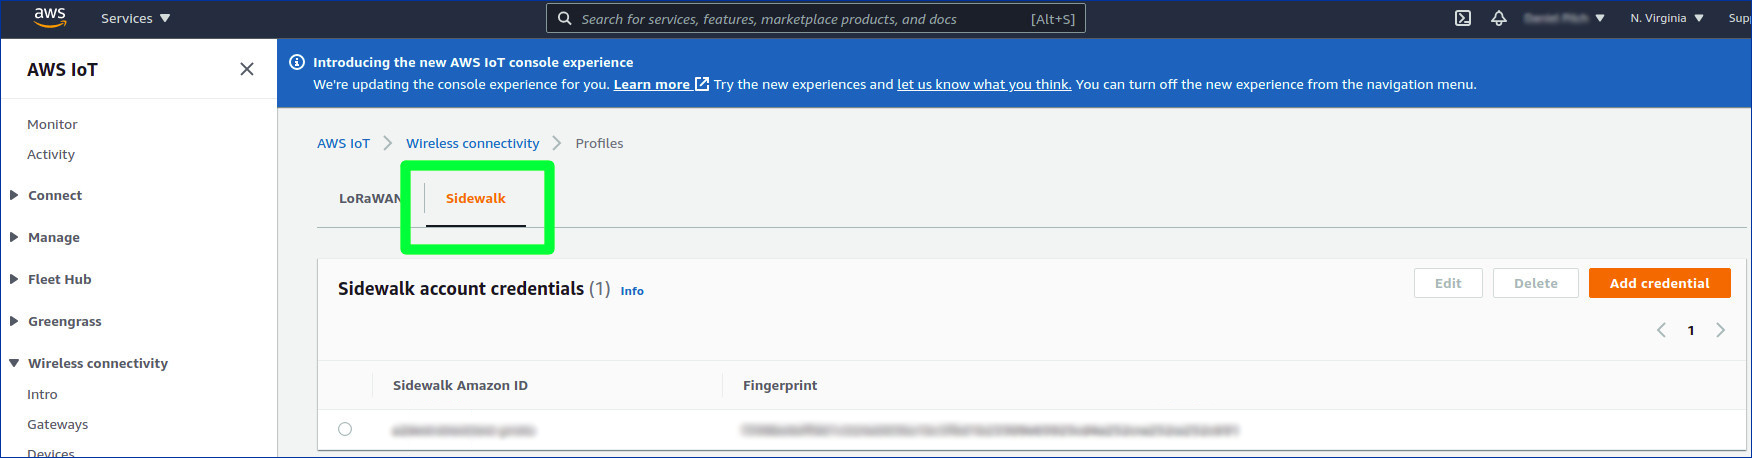 aws
Services
Search for services, features, marketplace products, and docs
[Alt+S]
N. Virginia
Sup
AWS IoT
Introducing the new AWS IoT console experience
We're updating the console experience for you. Learn more Try the new experiences and let us know what you think. You can turn off the new experience from the navigation menu.
Monitor
Activity
Connect
Manage
Fleet Hub
Greengrass
Wireless connectivity
Intro
Gateways
Devices
AWS IoT
Wireless connectivity
Profiles
LoRaWAN
Sidewalk
Sidewalk account credentials (1) Info
Edit
Delete
Add credential
1
Sidewalk Amazon ID
Fingerprint